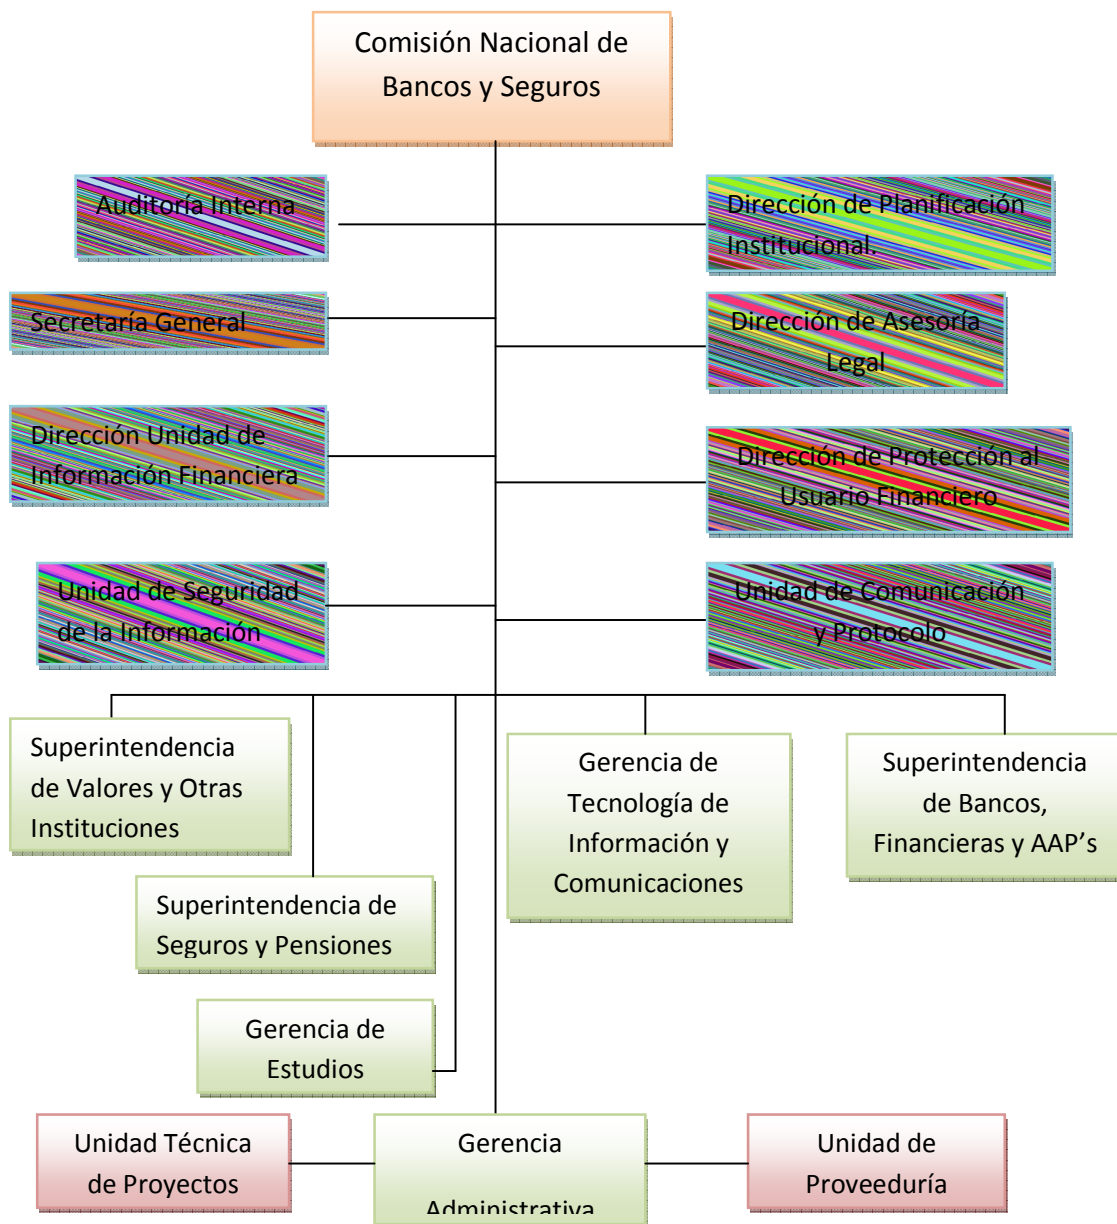 Comisión Nacional de
Bancos y Seguros
Auditoría Interna
Dirección de Planificación
Institucional.
Secretaría General
Dirección de Asesoría
Legal
Dirección Unidad de
Información Financiera
Dirección de Protección al
Usuario Financiero
Unidad de Seguridad
de la Información
Unidad de Comunicación
y Protocolo
Superintendencia
de Valores y Otras
Instituciones
Gerencia de
Tecnología de
Información y
Comunicaciones
Superintendencia
de Bancos,
Financieras y AAP’s
Superintendencia de
Seguros y Pensiones
Gerencia de
Estudios
Unidad Técnica
de Proyectos
Gerencia
Administrativa
Unidad de
Proveeduría